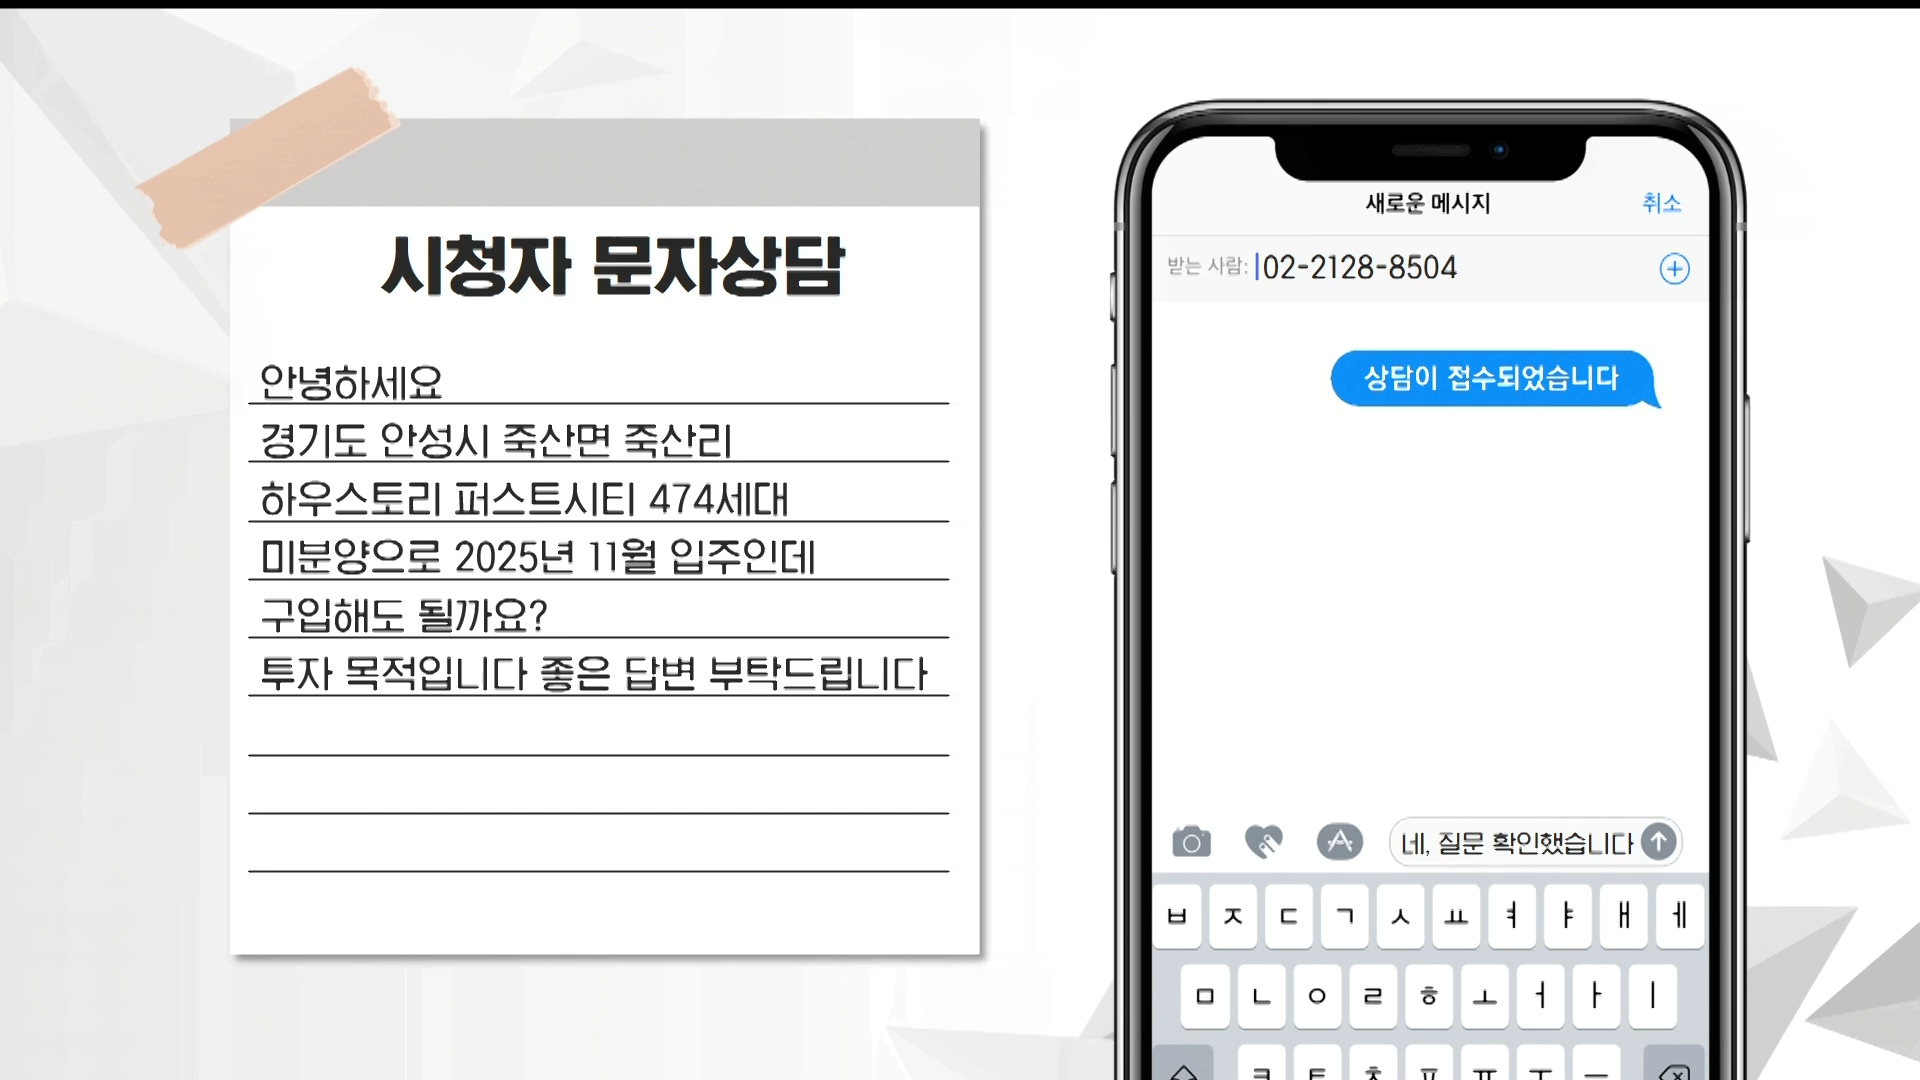 시청자 문자상담
안녕하세요
경기도 안성시 죽산면 죽산리
하우스토리 퍼스트시티 474세대
미분양으로 2025년 11월 입주인데
구입해도 될까요?
투자 목적입니다 좋은 답변 부탁드립니다
새로운 메시지
취소
받는 사람: 02-2128-8504
상담이 접수되었습니다
네, 질문 확인했습니다
ㅂ ㅈ ㄷ ㄱ ㅅ ㅛ ㅕ ㅑ ㅐ ㅔ
ㅁ ㄴ ㅇ ㄹ ㅎ ㅗ ㅓ ㅏ ㅣ
ㅋ ㅌ ㅊ ㅍ ㅠ ㅜ ㅡ